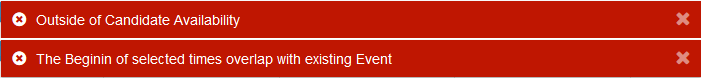 Outside of Candidate Availability
The Beginin of selected times overlap with existing Event